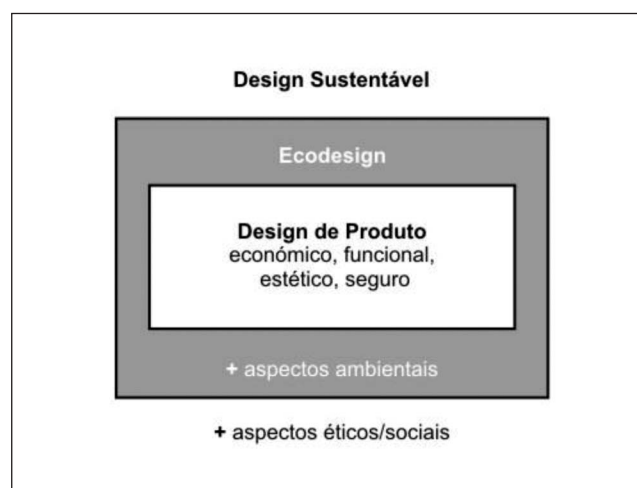 Design Sustentável
Ecodesign
Design de Produto
económico, funcional,
estético, seguro
+ aspectos ambientais
+ aspectos éticos/sociais